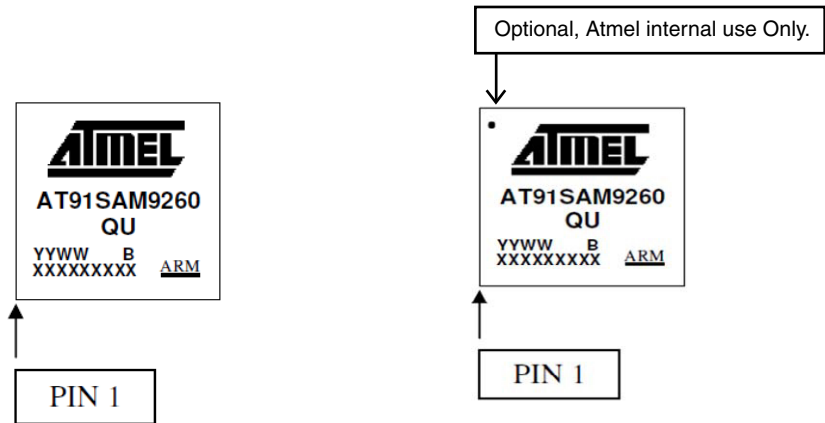 Optional, Atmel internal use Only.
ATMEL
AT91SAM9260
QU
YYWW B
XXXXXXXXX ARM
PIN 1
ATMEL
AT91SAM9260
QU
YYWW B
XXXXXXXXX ARM
PIN 1